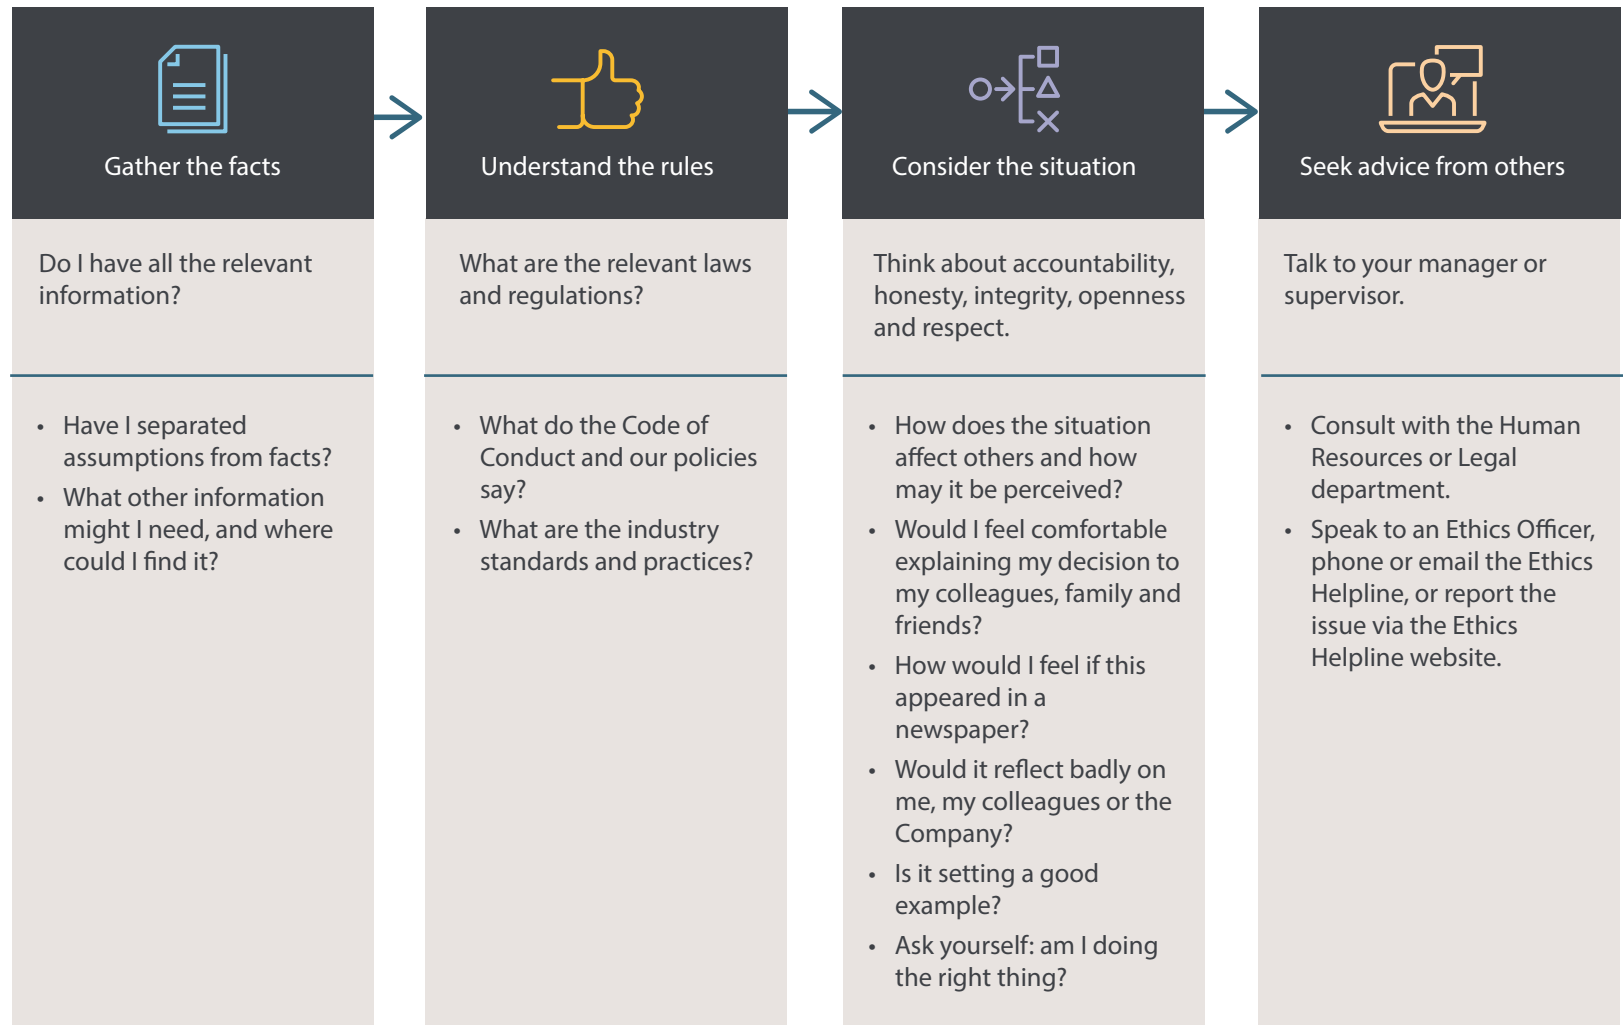 Gather the facts
Do I have all the relevant
information?
• Have I separated
assumptions from facts?
• What other information
might I need, and where
could I find it?
Understand the rules
What are the relevant laws
and regulations?
• What do the Code of
Conduct and our policies
say?
• What are the industry
standards and practices?
Consider the situation
Think about accountability,
honesty, integrity, openness
and respect.
• How does the situation
affect others and how
may it be perceived?
• Would I feel comfortable
explaining my decision to
my colleagues, family and
friends?
• How would I feel if this
appeared in a
newspaper?
• Would it reflect badly on
me, my colleagues or the
Company?
• Is it setting a good
example?
• Ask yourself: am I doing
the right thing?
Seek advice from others
Talk to your manager or
supervisor.
• Consult with the Human
Resources or Legal
department.
• Speak to an Ethics Officer,
phone or email the Ethics
Helpline, or report the
issue via the Ethics
Helpline website.